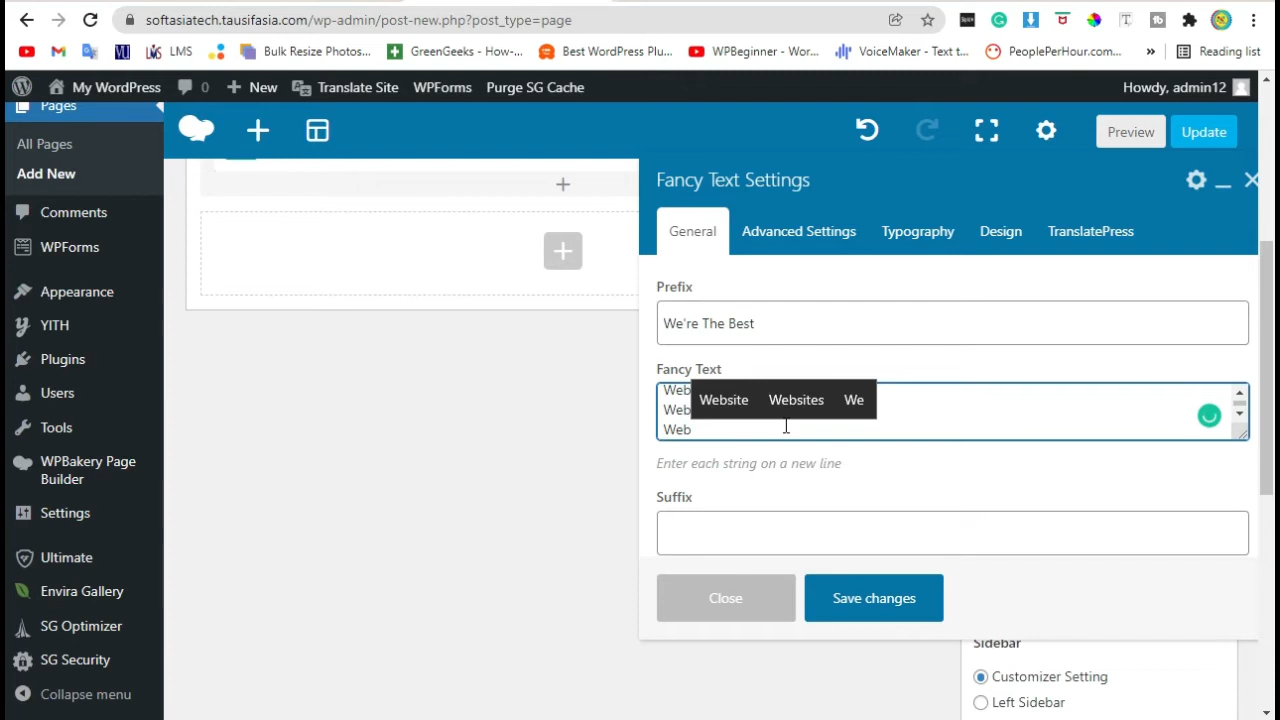 softasiatech.tausifasia.com/wp-admin/post-new.php?post_type=page
LMS Bulk Resize Photos... GreenGeeks - How-... Best WordPress Plu... WPBeginner - Wor... VoiceMaker - Text t... PeoplePerHour.com... » Reading list
My WordPress 0 New Translate Site WPForms Purge SG Cache Howdy, admin12
Pages
All Pages
Add New
Comments
WPForms
Appearance
YITH
Plugins
Users
Tools
WPBakery Page
Builder
Settings
Ultimate
Envira Gallery
SG Optimizer
SG Security
Collapse menu
Preview Update
Fancy Text Settings
General Advanced Settings Typography Design TranslatePress
Prefix
We're The Best
Fancy Text
Web
Website Websites We
Web
Web
Enter each string on a new line
Suffix
Close Save changes
Sidebar
Customizer Setting
Left Sidebar